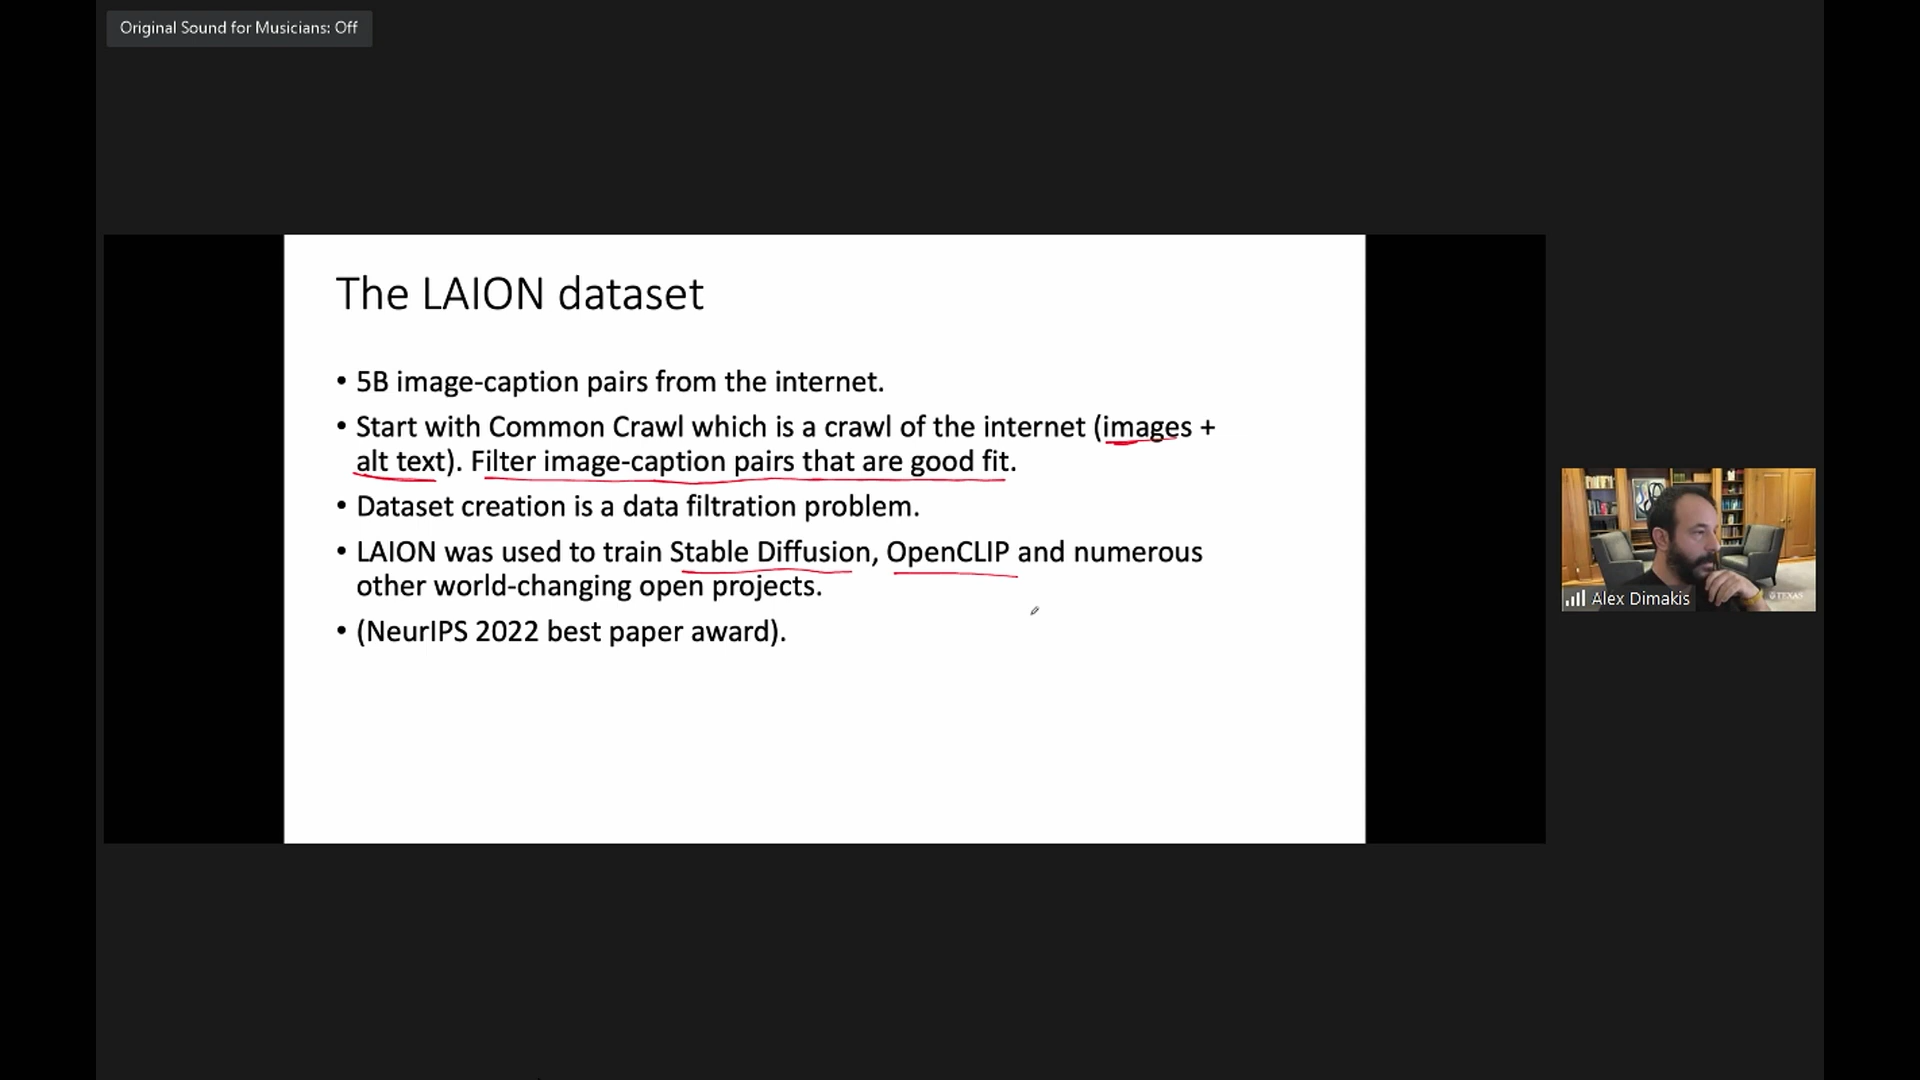 Original Sound for Musicians: Off
The LAION dataset
• 5B image-caption pairs from the internet.
• Start with Common Crawl which is a crawl of the internet (images +
alt text). Filter image-caption pairs that are good fit.
• Dataset creation is a data filtration problem.
• LAION was used to train Stable Diffusion, OpenCLIP and numerous
other world-changing open projects.
• (NeurIPS 2022 best paper award).
Alex Dimakis
TEXAS